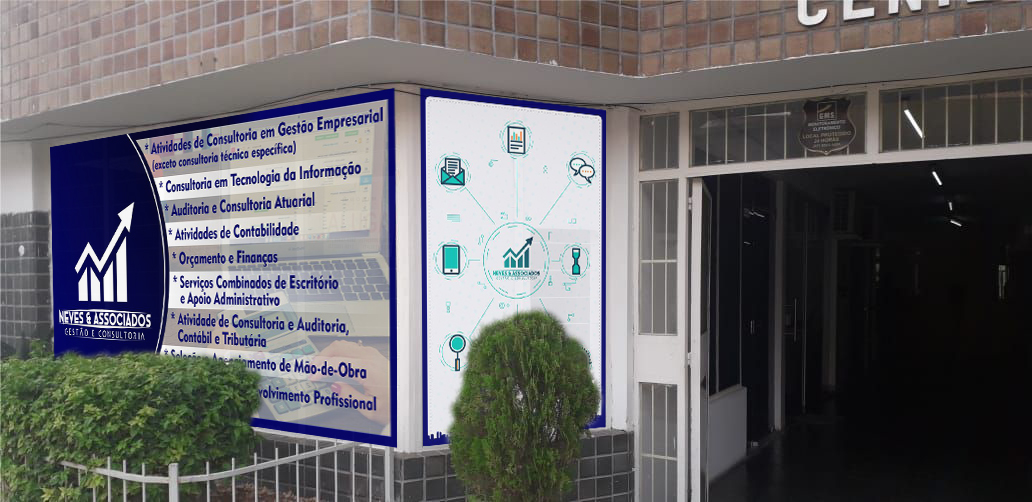 * Atividades de Consultoria em Gestão Empresarial
(exceto consultoria técnica específica)
* Consultoria em Tecnologia da Informação
* Auditoria e Consultoria Atuarial
* Atividades de Contabilidade
* Orçamento e Finanças
* Serviços Combinados de Escritório
e Apoio Administrativo
* Atividade de Consultoria e Auditoria,
Contábil e Tributária
de Mão-de-Obra
Profissional
NEVES & ASSOCIADOS
GESTÃO E CONSULTORIA
NEVES & ASSOCIADOS
GMS
MONITORAMENTO
ELETRÔNICO
LOCAL PROTEGIDO
24 HORAS